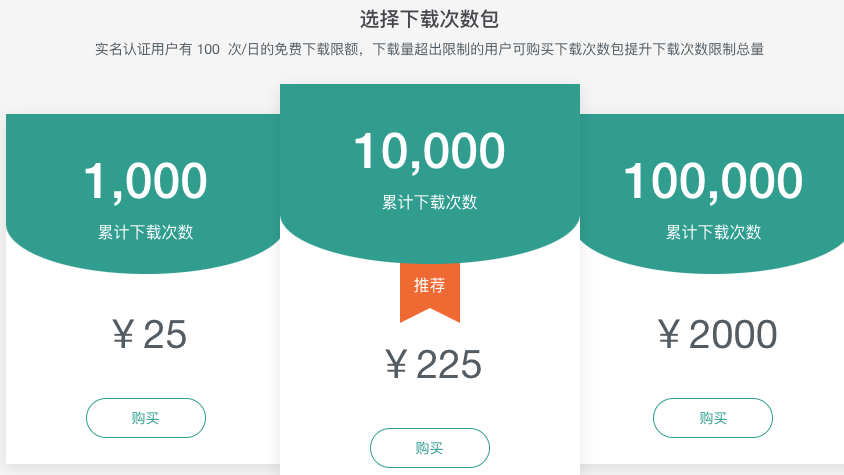 选择下载次数包
实名认证用户有 100 次/日的免费下载限额，下载量超出限制的用户可购买下载次数包提升下载次数限制总量
1,000
累计下载次数
￥25
购买
10,000
累计下载次数
推荐
￥225
购买
100,000
累计下载次数
￥2000
购买